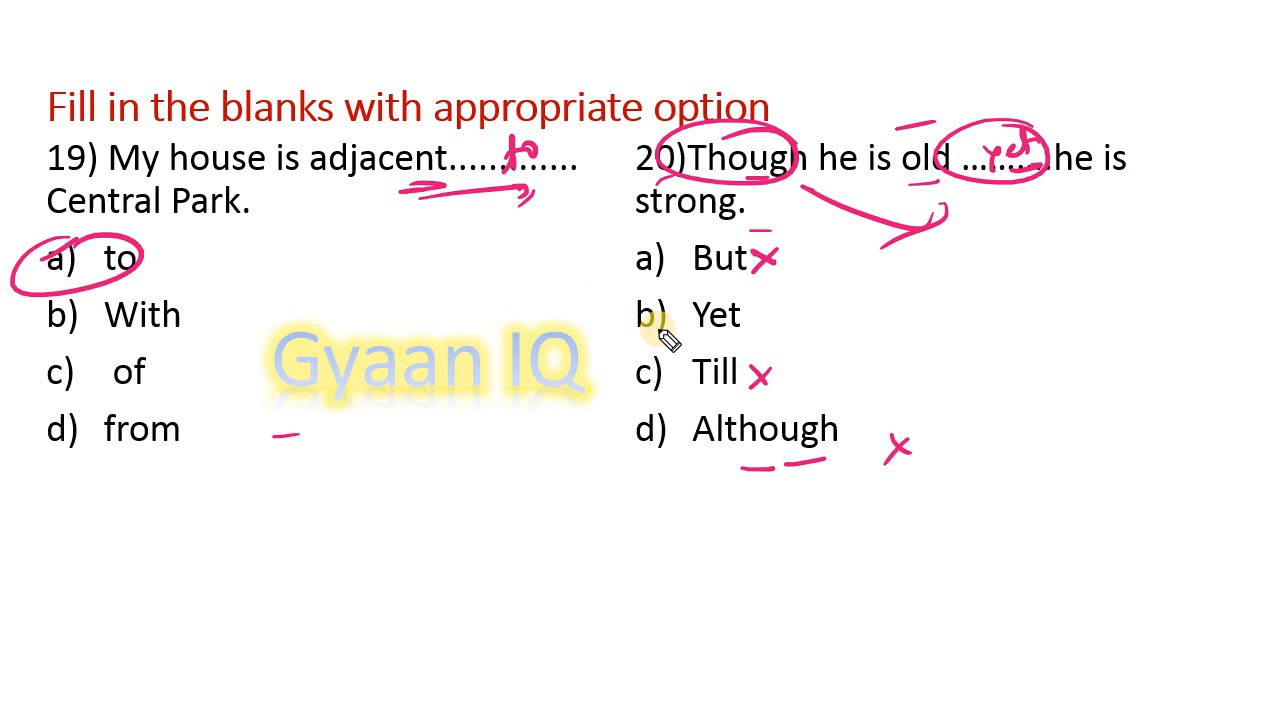 Fill in the blanks with appropriate option
19) My house is adjacent.............
to
Central Park.
a) to
b) With
c) of
d) from
20)Though he is old ..........he is
yet
strong.
a) But
b) Yet
c) Till
d) Although
Gyaan IQ